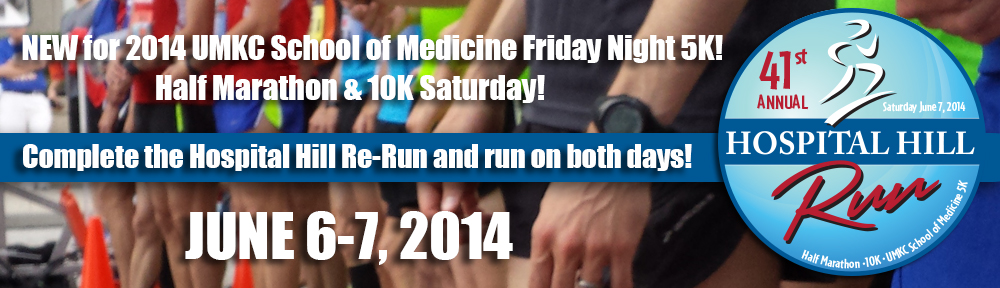 NEW for 2014 UMKC School of Medicine Friday Night 5K!
Half Marathon & 10K Saturday!
Complete the Hospital Hill Re-Run and run on both days!
JUNE 6-7, 2014
41st
ANNUAL
Saturday June 7, 2014
HOSPITAL HILL
Run
Half Marathon · 10K · UMKC School of Medicine 5K